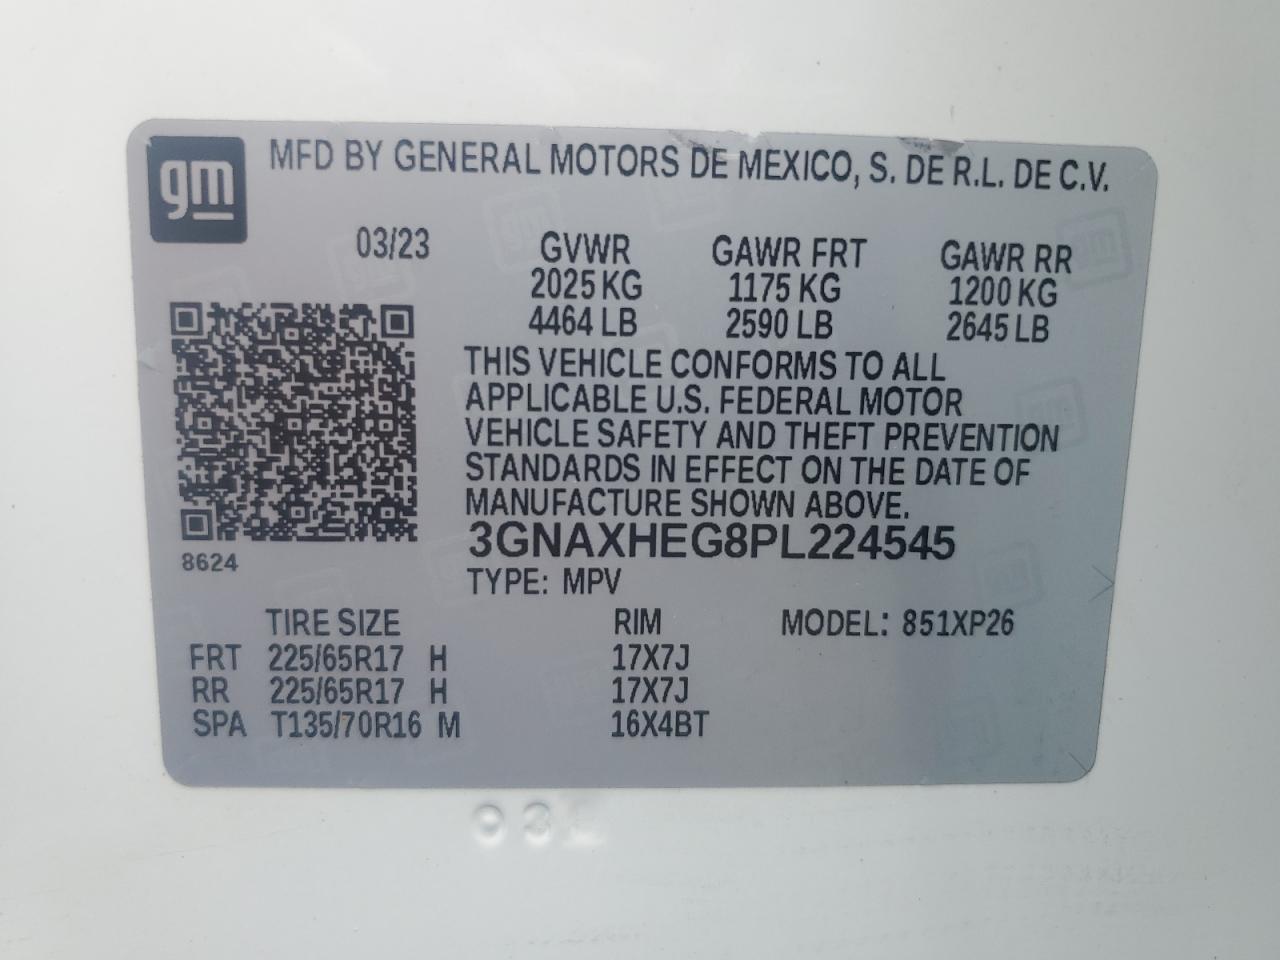 gm
MFD BY GENERAL MOTORS DE MEXICO, S. DE R.L. DE C.V.
03/23 GVWR GAWR FRT GAWR RR
2025 KG 1175 KG 1200 KG
4464 LB 2590 LB 2645 LB
THIS VEHICLE CONFORMS TO ALL
APPLICABLE U.S. FEDERAL MOTOR
VEHICLE SAFETY AND THEFT PREVENTION
STANDARDS IN EFFECT ON THE DATE OF
MANUFACTURE SHOWN ABOVE.
3GNAXHEG8PL224545
8624
TYPE: MPV
TIRE SIZE RIM MODEL: 851XP26
FRT 225/65R17 H 17X7J
RR 225/65R17 H 17X7J
SPA T135/70R16 M 16X4BT